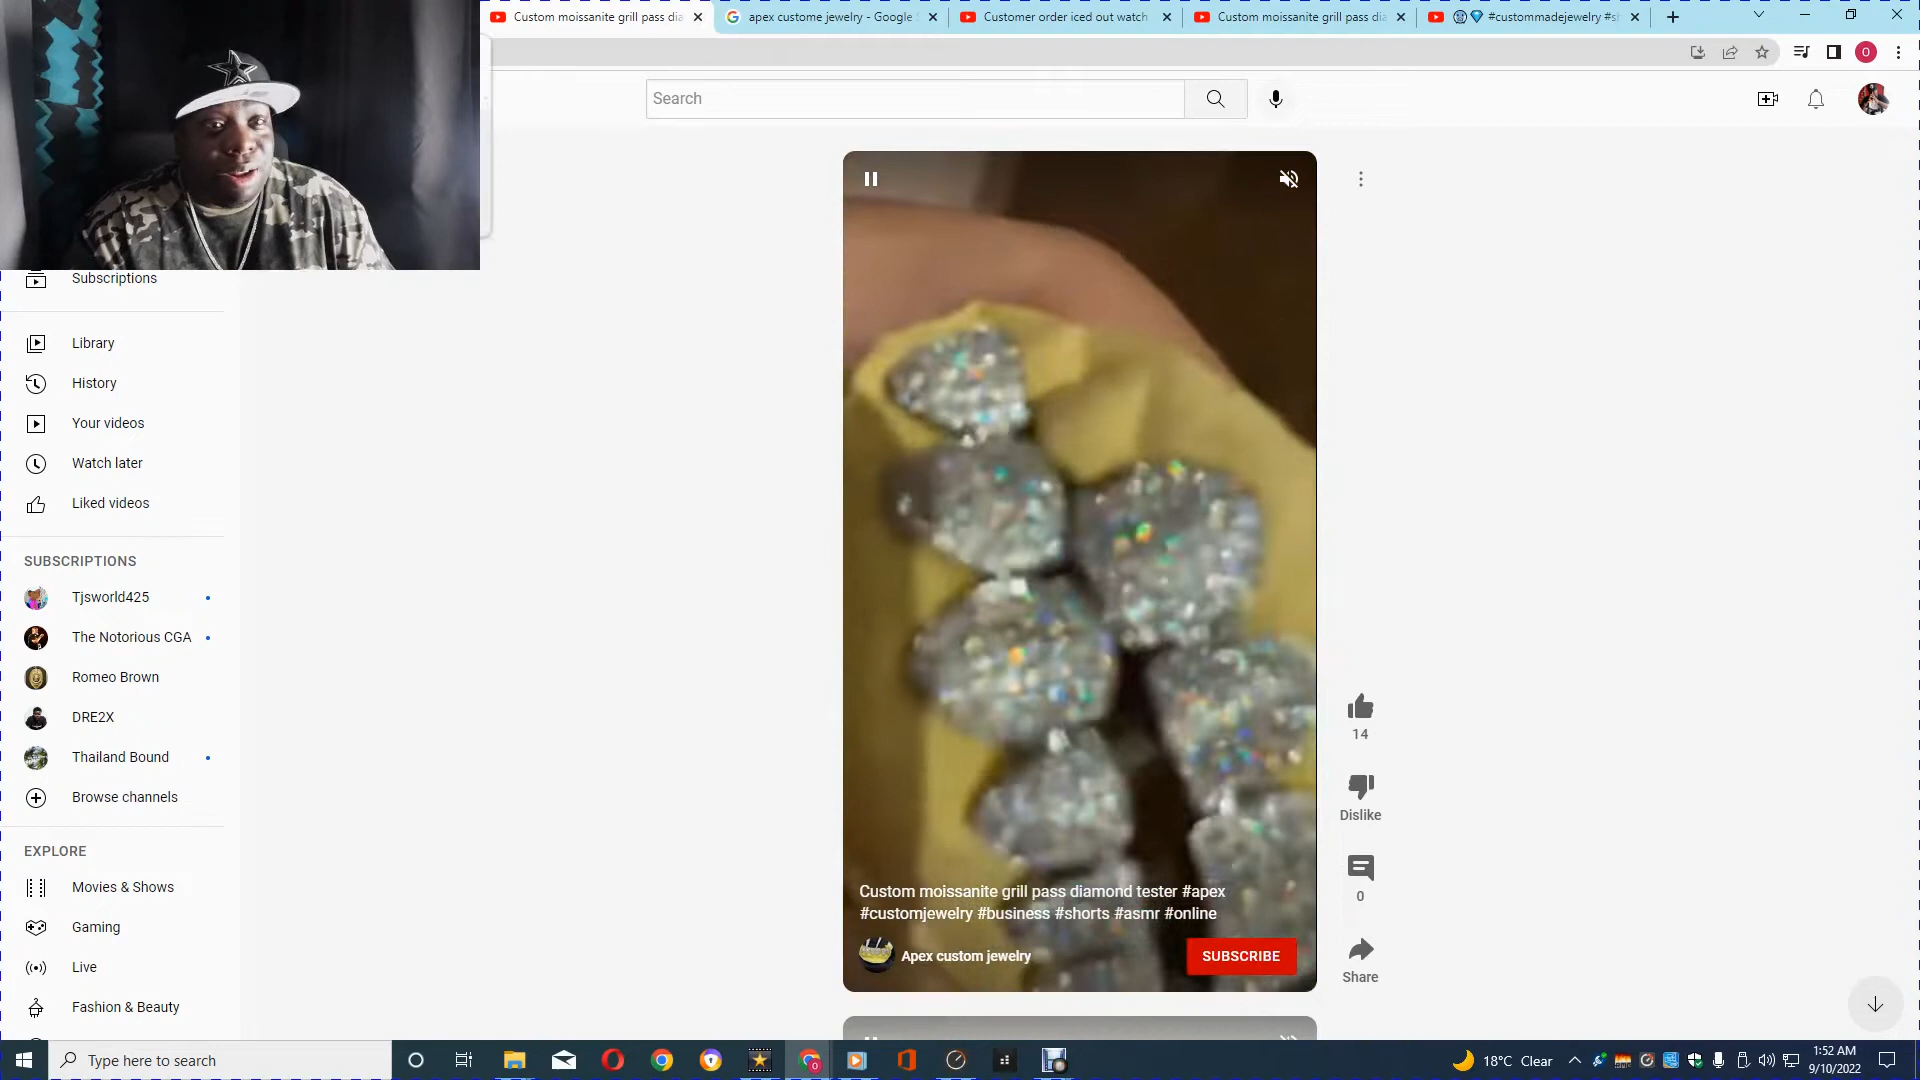 Custom moissanite grill pass dia
apex custome jewelry - Google S
Customer order iced out watch
Custom moissanite grill pass dia
#custommadejewelry #sh
O
Search
Subscriptions
Library
History
Your videos
Watch later
Liked videos
SUBSCRIPTIONS
Tjsworld425
The Notorious CGA
Romeo Brown
DRE2X
Thailand Bound
Browse channels
EXPLORE
Movies & Shows
Gaming
Live
Fashion & Beauty
Custom moissanite grill pass diamond tester #apex
#customjewelry #business #shorts #asmr #online
Apex custom jewelry
SUBSCRIBE
14
Dislike
0
Share
Type here to search
18°C Clear
1:52 AM
9/10/2022